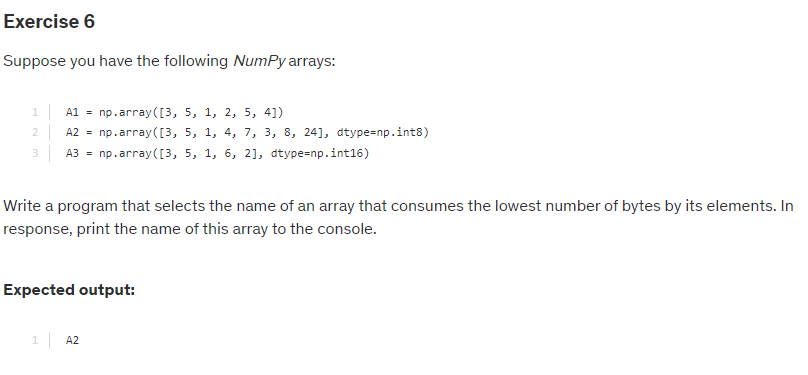 Exercise 6
Suppose you have the following NumPy arrays:
1 A1 = np.array([3, 5, 1, 2, 5, 4])
2 A2 = np.array([3, 5, 1, 4, 7, 3, 8, 24], dtype=np.int8)
3 A3 = np.array([3, 5, 1, 6, 2], dtype=np.int16)
Write a program that selects the name of an array that consumes the lowest number of bytes by its elements. In
response, print the name of this array to the console.
Expected output:
1 A2